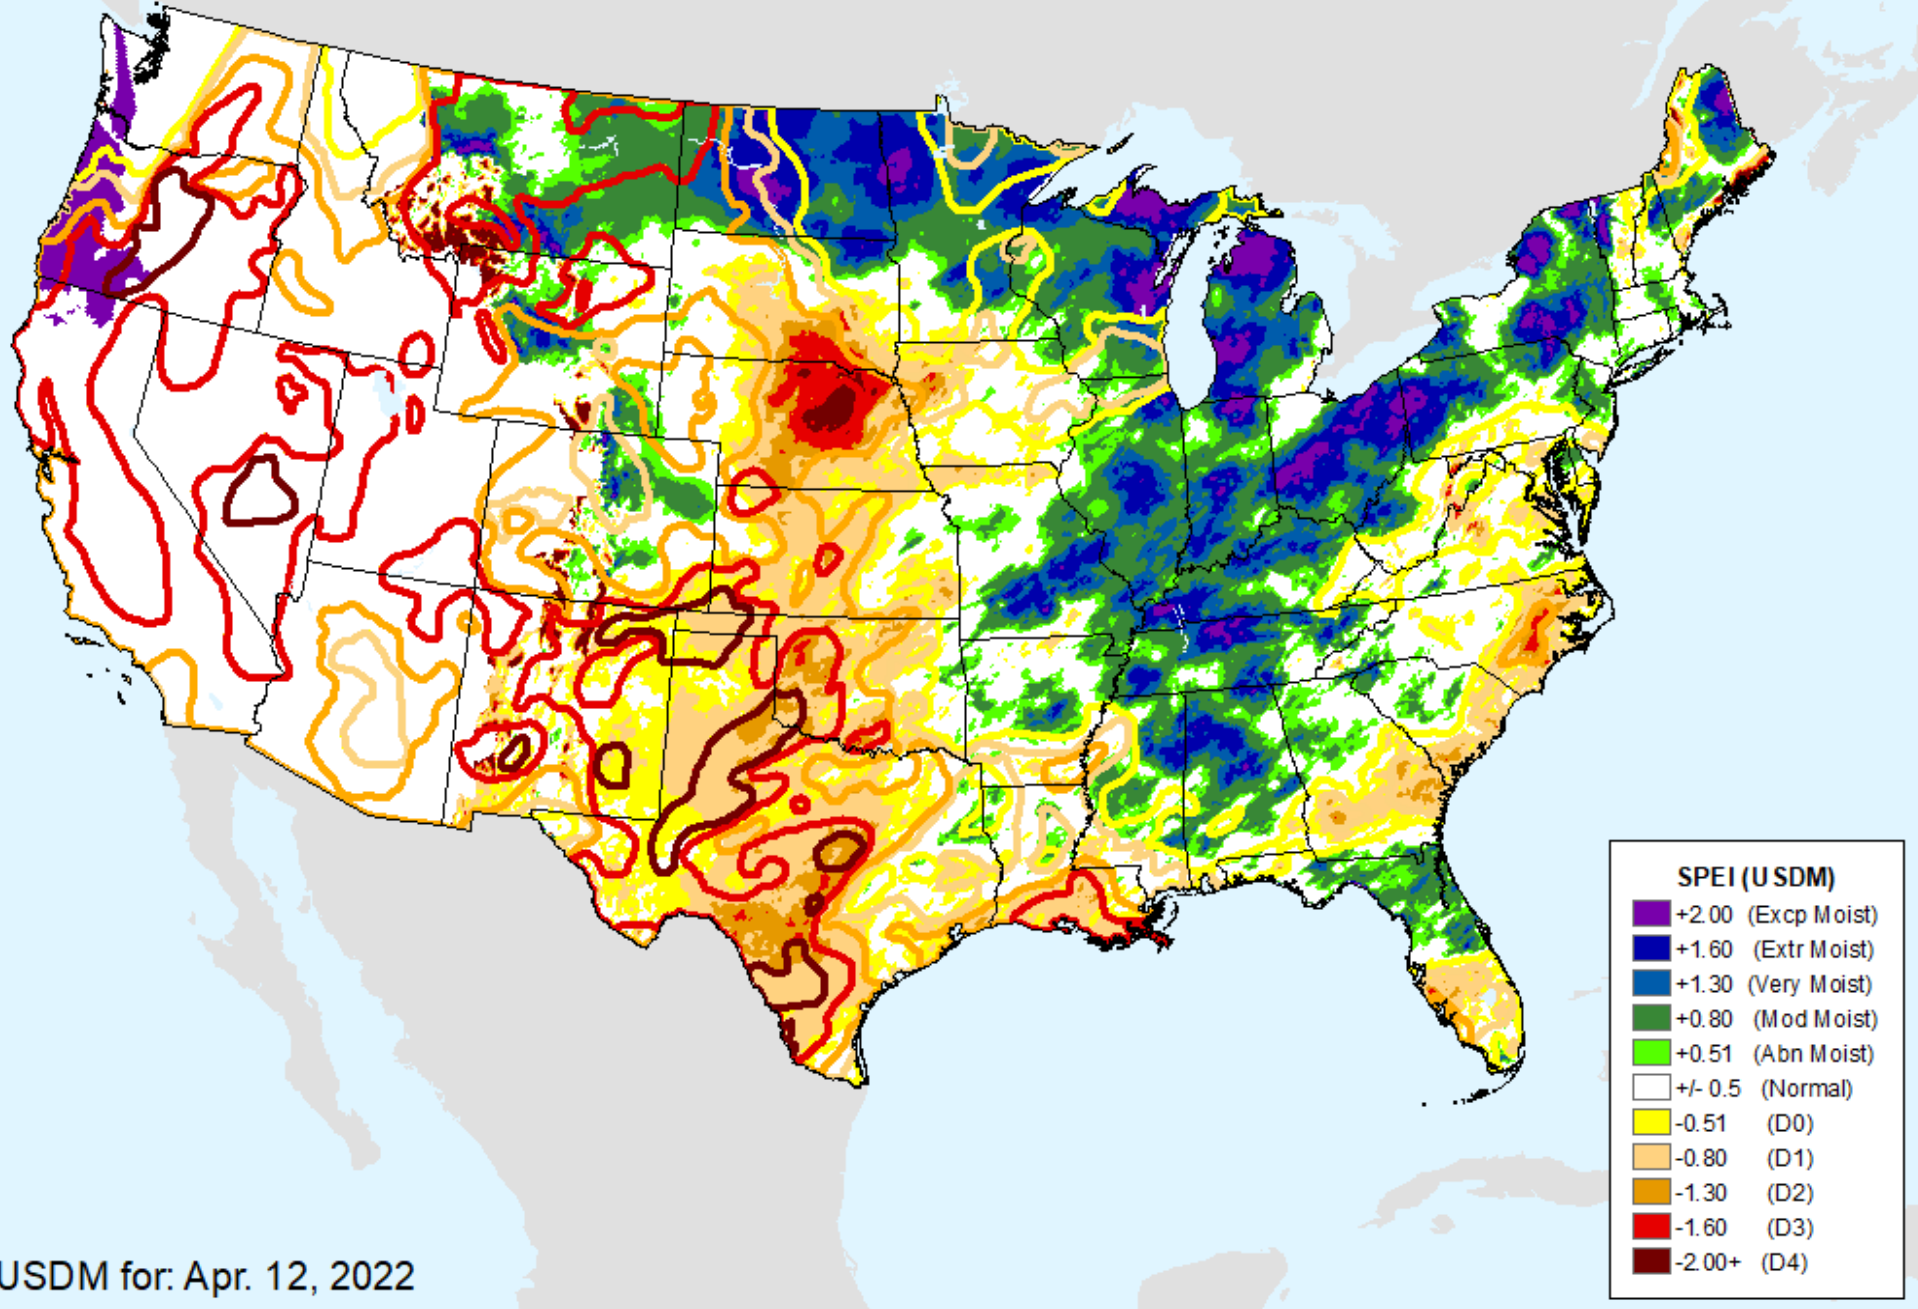 SPEI (USDM)
+2.00 (Excp Moist)
+1.60 (Extr Moist)
+1.30 (Very Moist)
+0.80 (Mod Moist)
+0.51 (Abn Moist)
+/- 0.5 (Normal)
-0.51 (D0)
-0.80 (D1)
-1.30 (D2)
-1.60 (D3)
-2.00+ (D4)
USDM for: Apr. 12, 2022